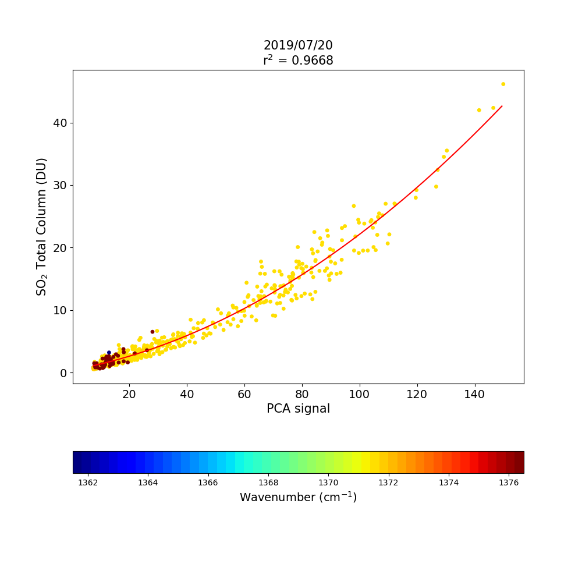 2019/07/20
r² = 0.9668
SO₂ Total Column (DU)
40
30
20
10
0
20 40 60 80 100 120 140
PCA signal
1362 1364 1366 1368 1370 1372 1374 1376
Wavenumber (cm⁻¹)